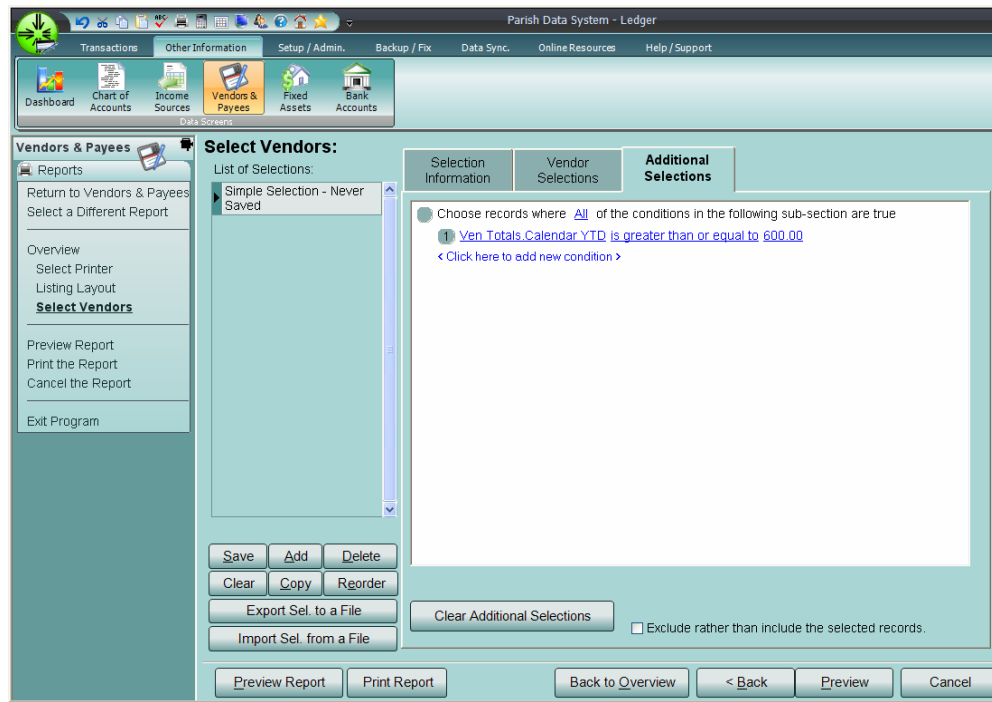 Parish Data System - Ledger
Transactions
Other Information
Setup / Admin.
Backup / Fix
Data Sync.
Online Resources
Help / Support
Dashboard
Chart of
Accounts
Income
Sources
Vendors &
Payees
Fixed
Assets
Bank
Accounts
Data Screens
Vendors & Payees
Reports
Return to Vendors & Payees
Select a Different Report
Overview
Select Printer
Listing Layout
Select Vendors
Preview Report
Print the Report
Cancel the Report
Exit Program
Select Vendors:
List of Selections:
Simple Selection - Never
Saved
Save
Add
Delete
Clear
Copy
Reorder
Export Sel. to a File
Import Sel. from a File
Selection
Information
Vendor
Selections
Additional
Selections
Choose records where All of the conditions in the following sub-section are true
1 Ven Totals.Calendar YTD is greater than or equal to 600.00
< Click here to add new condition >
Clear Additional Selections
Exclude rather than include the selected records.
Preview Report
Print Report
Back to Overview
< Back
Preview
Cancel